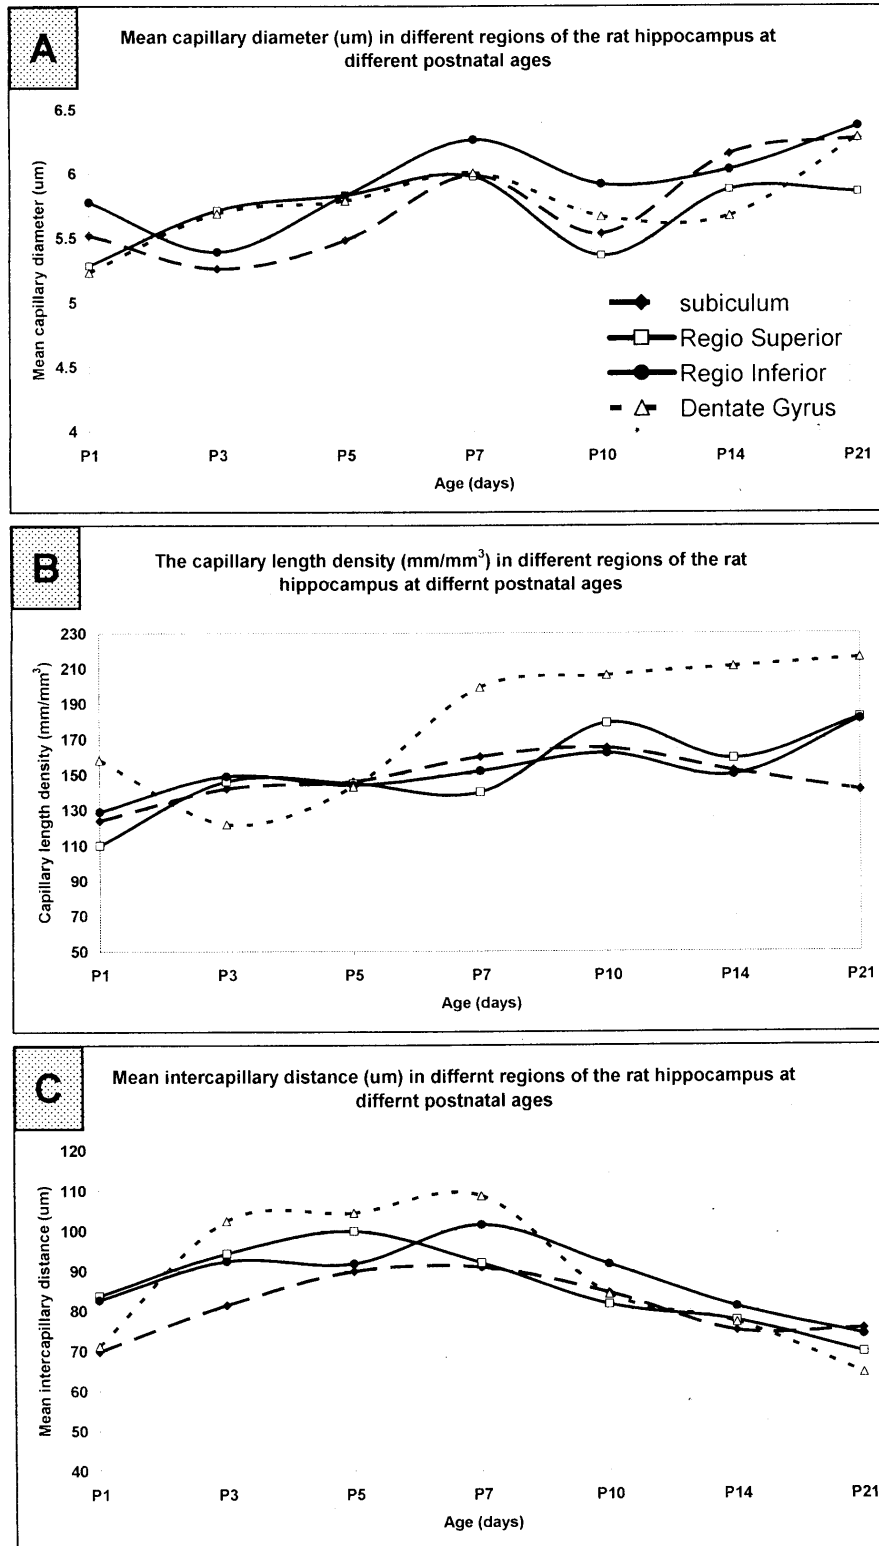 A
Mean capillary diameter (um) in different regions of the rat hippocampus at
different postnatal ages
Mean capillary diameter (um)
6.5
6
5.5
5
4.5
4
subiculum
Regio Superior
Regio Inferior
Dentate Gyrus
P1 P3 P5 P7 P10 P14 P21
Age (days)
B
The capillary length density (mm/mm³) in different regions of the rat
hippocampus at differnt postnatal ages
Capillary length density (mm/mm³)
230
210
190
170
150
130
110
90
70
50
P1 P3 P5 P7 P10 P14 P21
Age (days)
C
Mean intercapillary distance (um) in differnt regions of the rat hippocampus at
differnt postnatal ages
Mean intercapillary distance (um)
120
110
100
90
80
70
60
50
40
P1 P3 P5 P7 P10 P14 P21
Age (days)